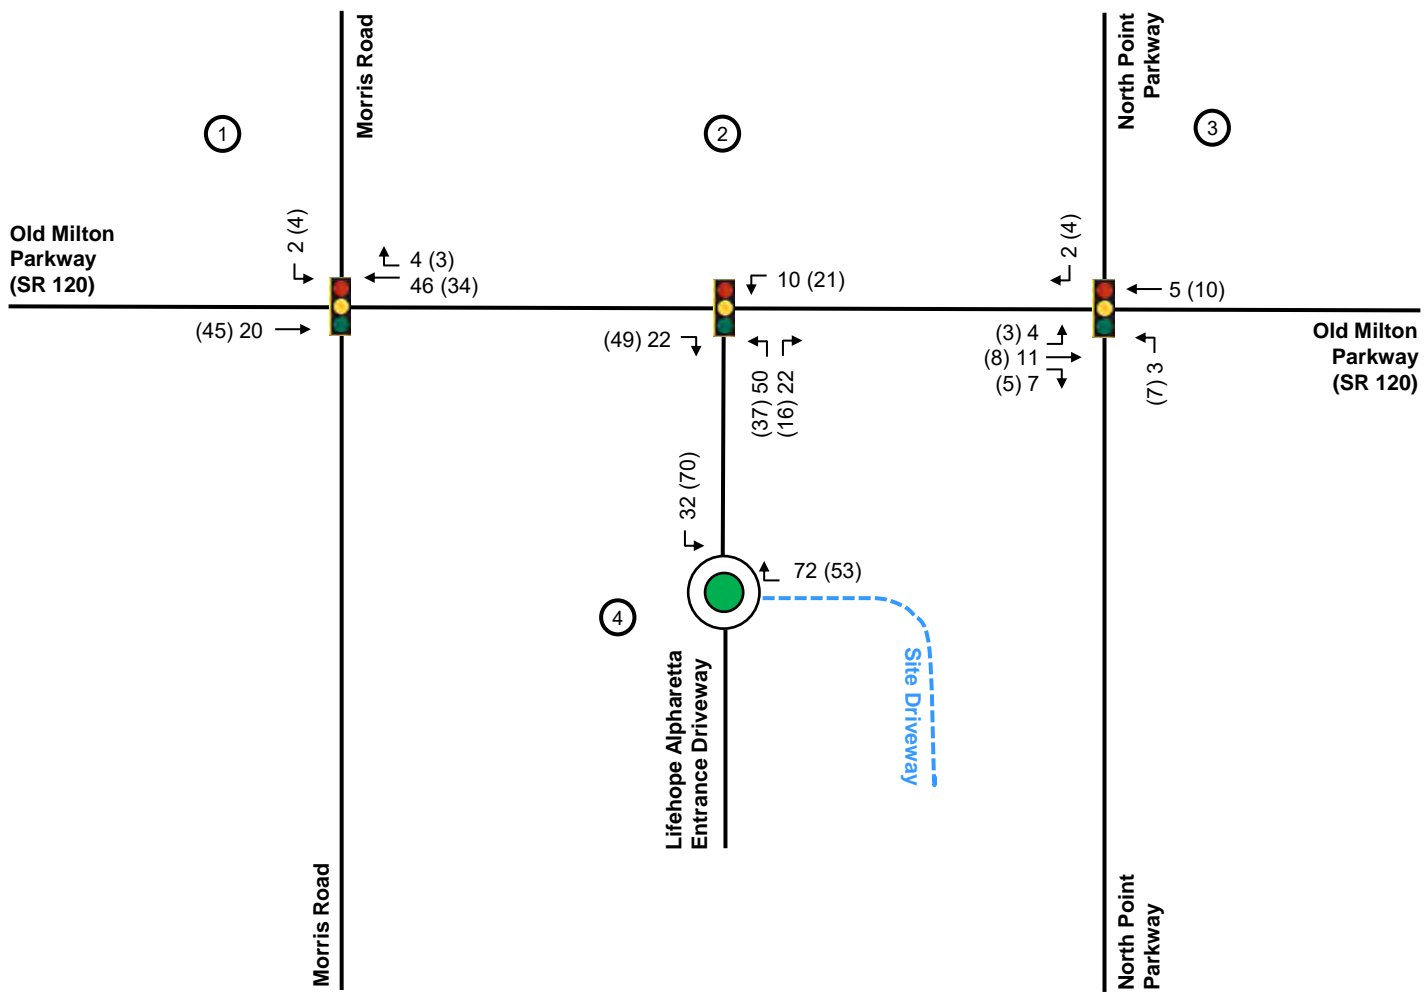 Morris Road
North Point
Parkway
1
2
3
Old Milton
Parkway
(SR 120)
2 (4)
4 (3)
46 (34)
(45) 20
10 (21)
(49) 22
(37) 50
(16) 22
2 (4)
5 (10)
(3) 4
(8) 11
(5) 7
(7) 3
Old Milton
Parkway
(SR 120)
32 (70)
72 (53)
4
Lifehope Alpharetta
Entrance Driveway
Site Driveway
Morris Road
North Point
Parkway